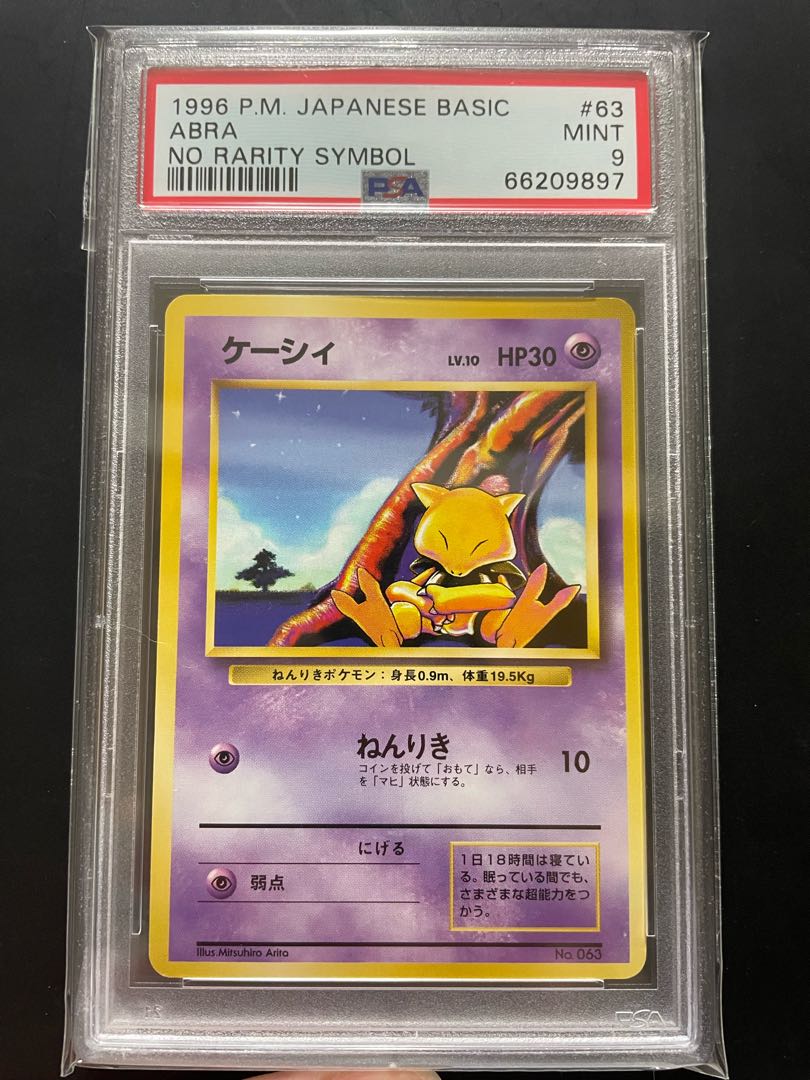 1996 P.M. JAPANESE BASIC #63
ABRA MINT
NO RARITY SYMBOL 9
PSA 66209897
ケーシィ LV.10 HP30
ねんりきポケモン：身長0.9m、体重19.5Kg
ねんりき 10
コインを投げて「おもて」なら、相手
を「マヒ」状態にする。
にげる
弱点
1日18時間は寝てい
る。眠っている間でも、
さまざまな超能力をつ
かう。
Illus.Mitsuhiro Arita No. 063
PSA